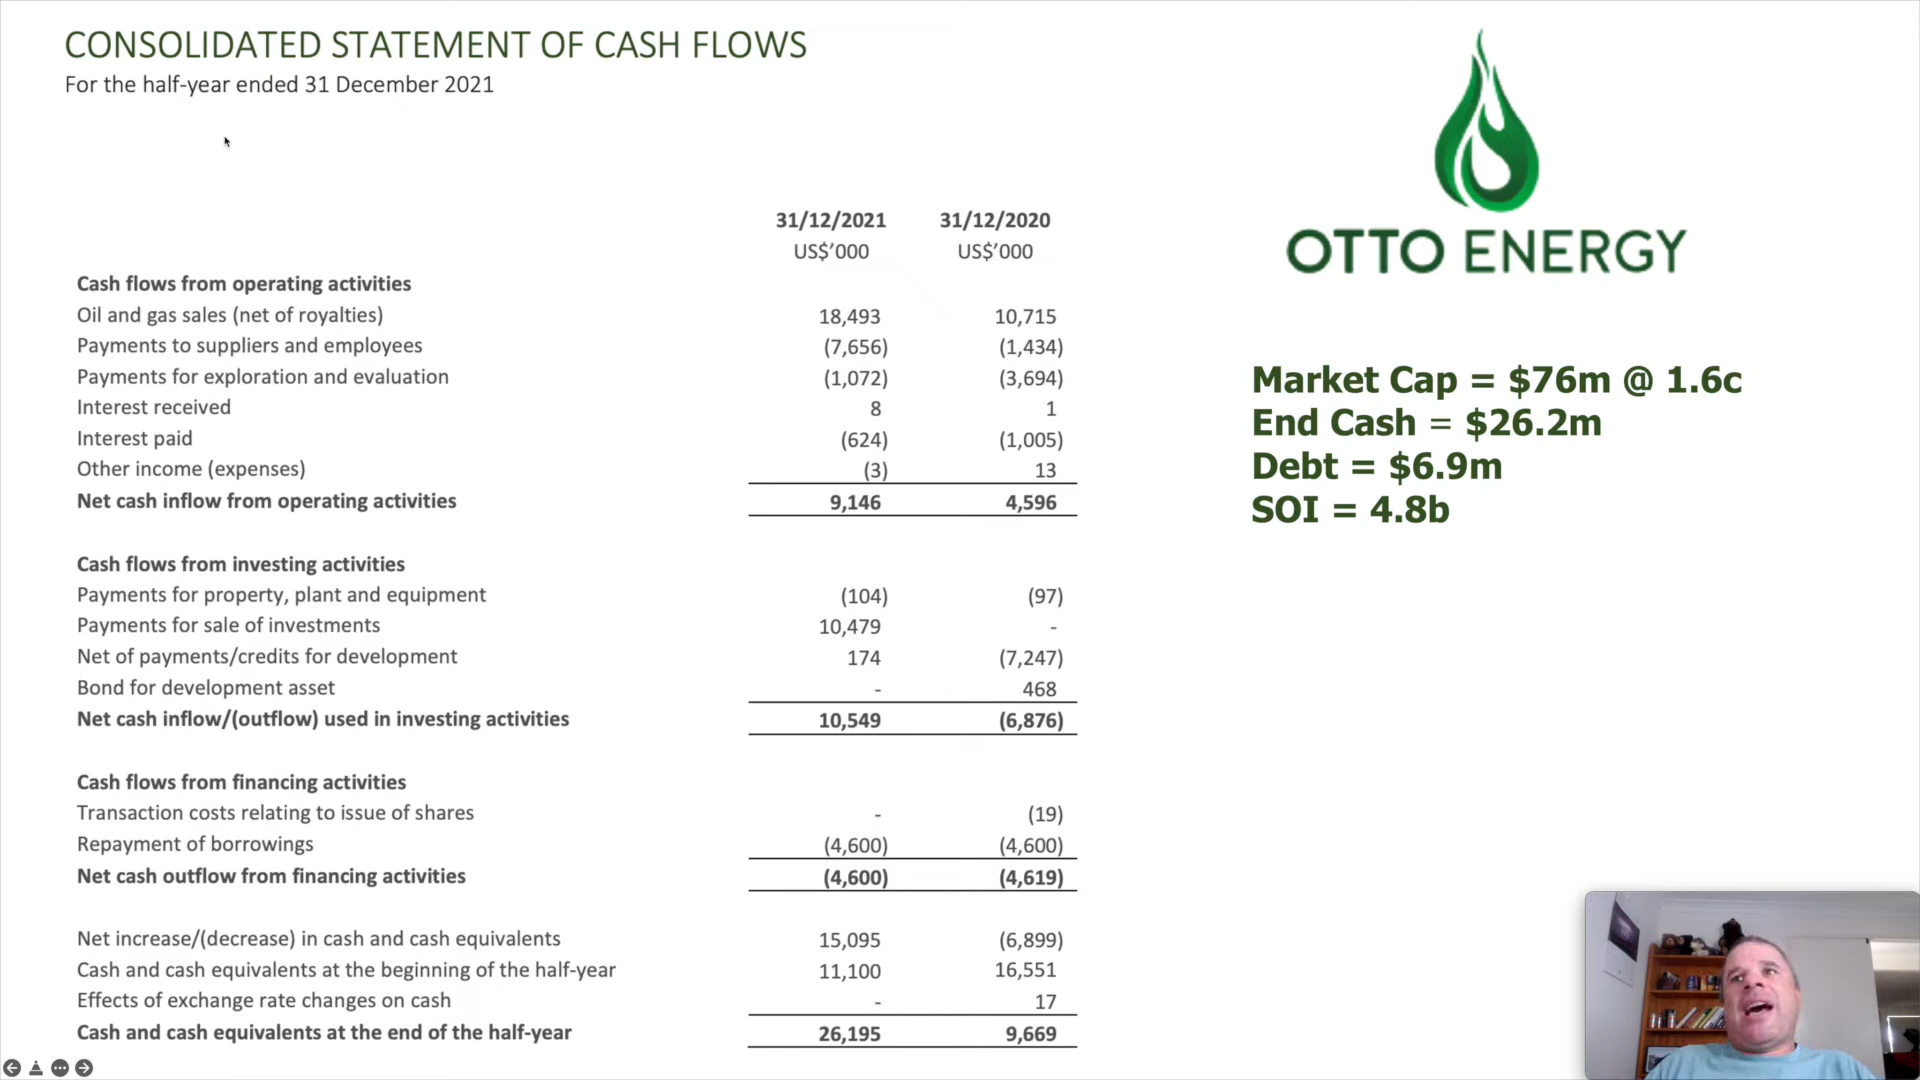 CONSOLIDATED STATEMENT OF CASH FLOWS
For the half-year ended 31 December 2021
31/12/2021 31/12/2020
US$'000 US$'000
Cash flows from operating activities
Oil and gas sales (net of royalties) 18,493 10,715
Payments to suppliers and employees (7,656) (1,434)
Payments for exploration and evaluation (1,072) (3,694)
Interest received 8 1
Interest paid (624) (1,005)
Other income (expenses) (3) 13
Net cash inflow from operating activities 9,146 4,596
Cash flows from investing activities
Payments for property, plant and equipment (104) (97)
Payments for sale of investments 10,479 -
Net of payments/credits for development 174 (7,247)
Bond for development asset - 468
Net cash inflow/(outflow) used in investing activities 10,549 (6,876)
Cash flows from financing activities
Transaction costs relating to issue of shares - (19)
Repayment of borrowings (4,600) (4,600)
Net cash outflow from financing activities (4,600) (4,619)
Net increase/(decrease) in cash and cash equivalents 15,095 (6,899)
Cash and cash equivalents at the beginning of the half-year 11,100 16,551
Effects of exchange rate changes on cash - 17
Cash and cash equivalents at the end of the half-year 26,195 9,669
OTTO ENERGY
Market Cap = $76m @ 1.6c
End Cash = $26.2m
Debt = $6.9m
SOI = 4.8b